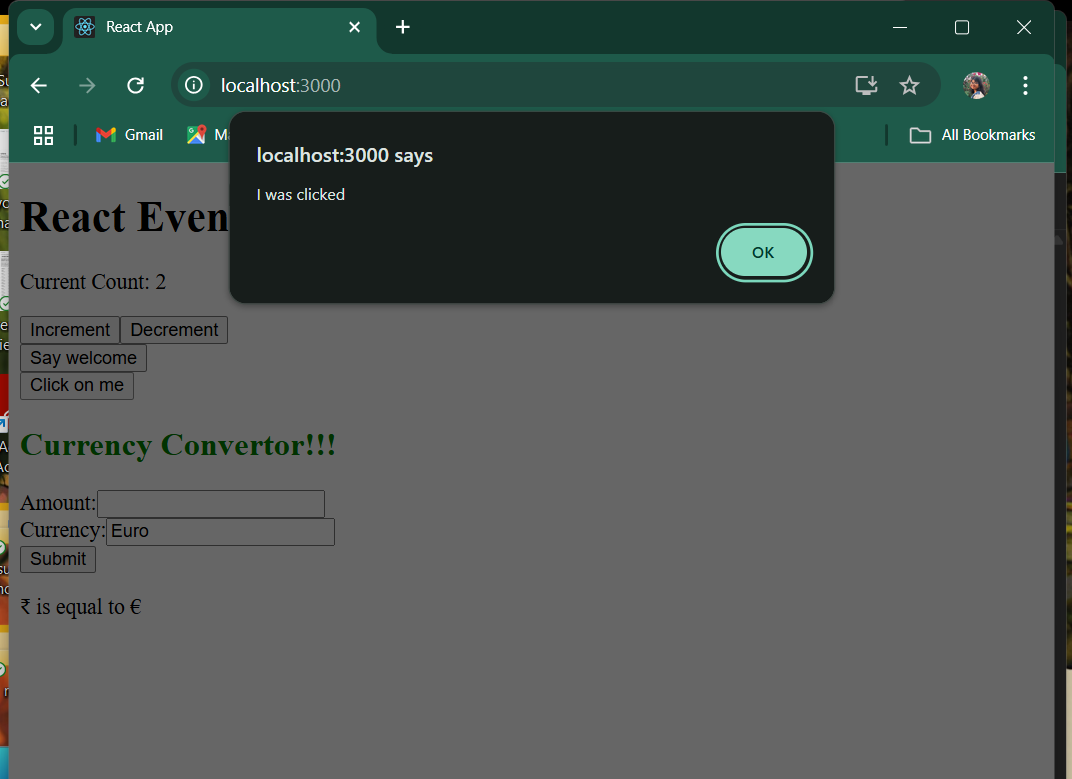 React App
localhost:3000
Gmail
All Bookmarks
localhost:3000 says
I was clicked
OK
React Even
Current Count: 2
Increment Decrement
Say welcome
Click on me
Currency Convertor!!!
Amount:
Currency: Euro
Submit
₹ is equal to €